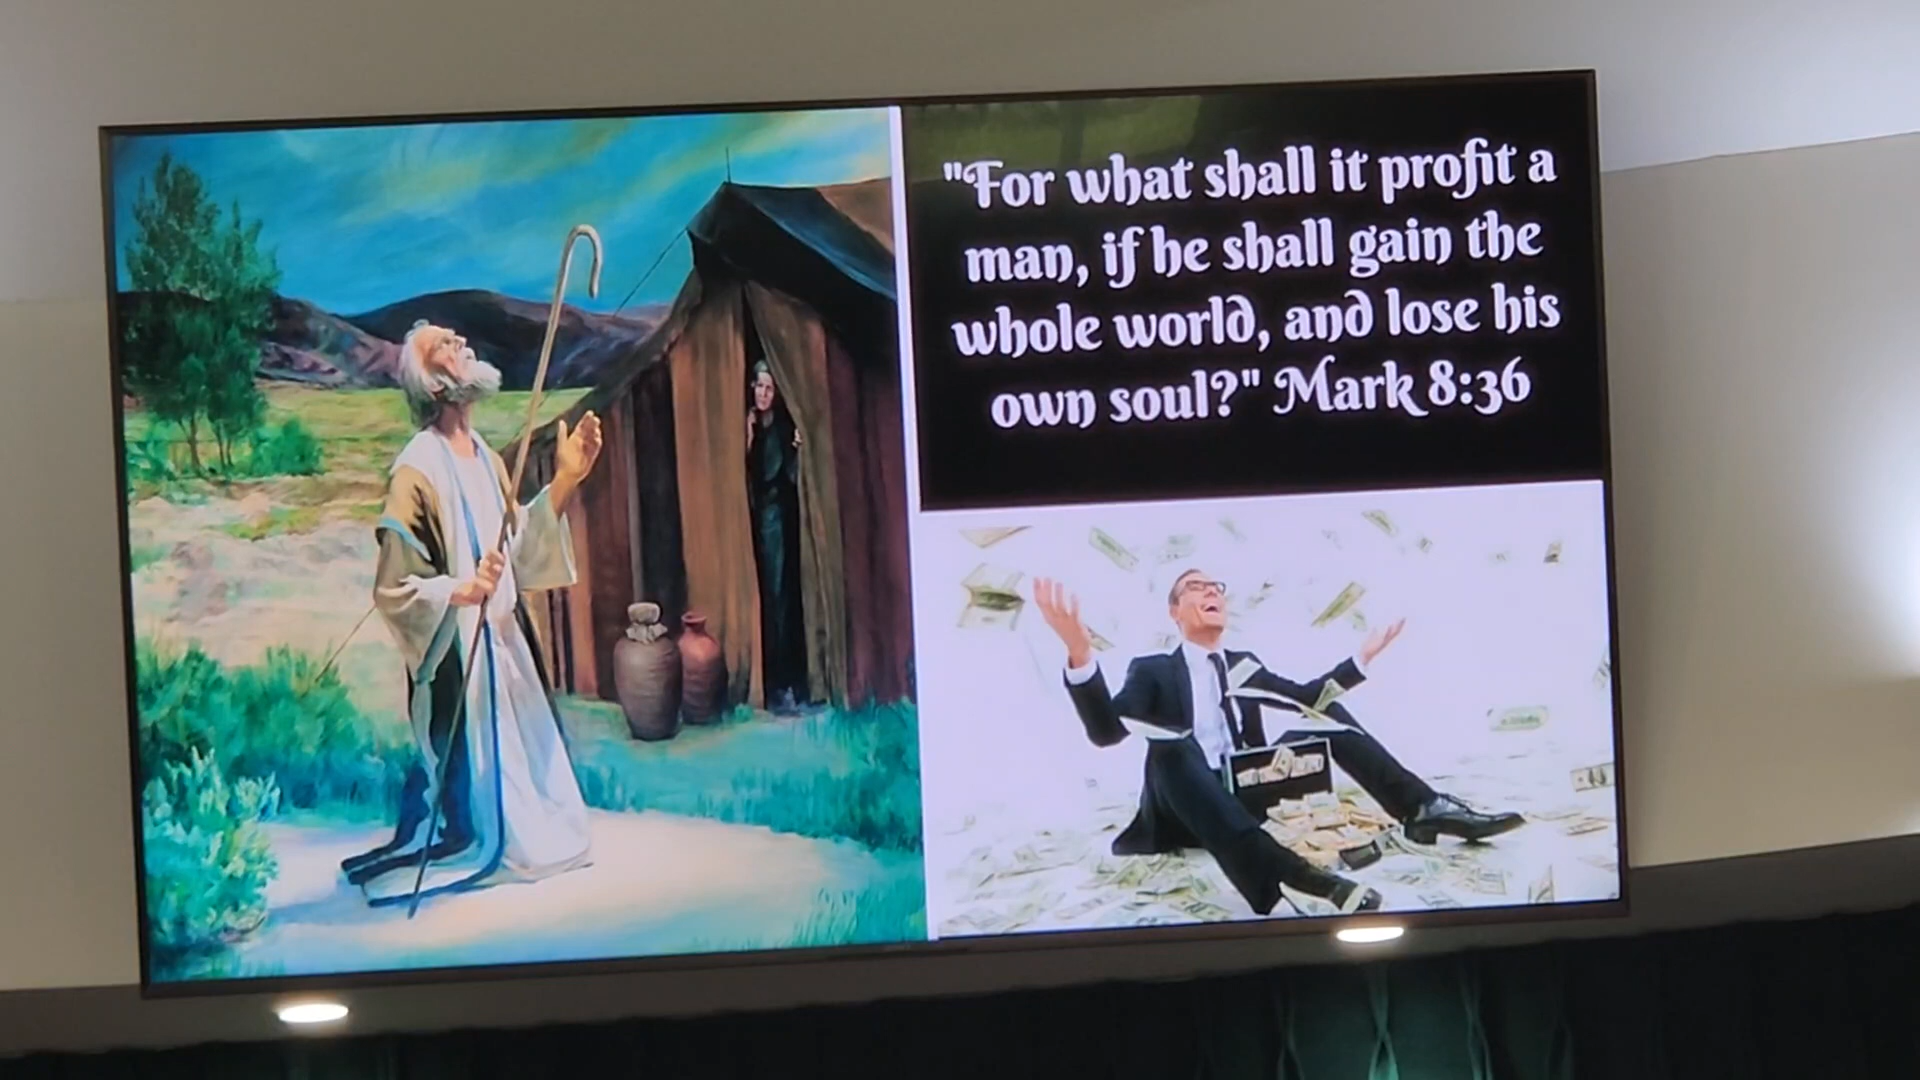 "For what shall it profit a
man, if he shall gain the
whole world, and lose his
own soul?" Mark 8:36